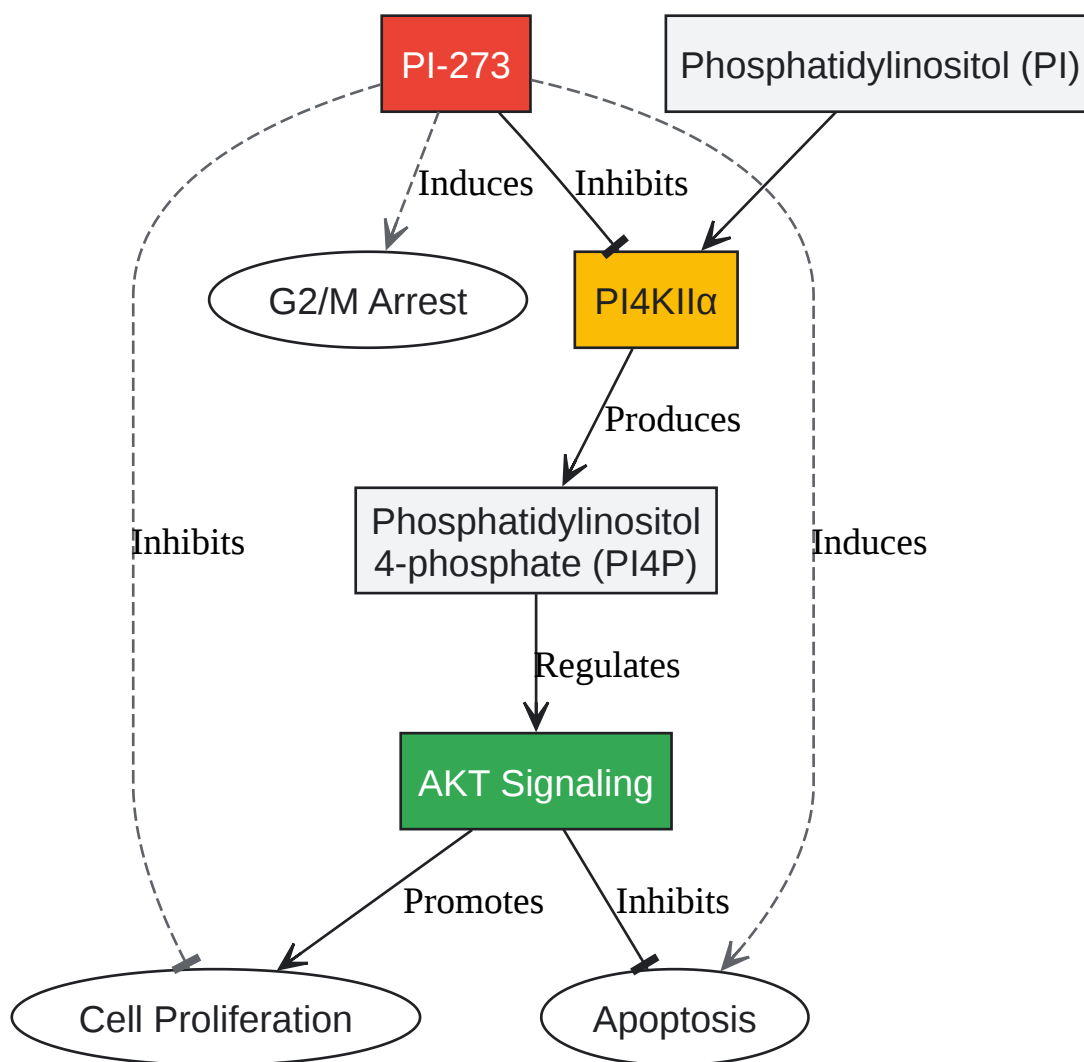 PI-273
Phosphatidylinositol (PI)
Induces
Inhibits
G2/M Arrest
PI4KIIα
Produces
Phosphatidylinositol
4-phosphate (PI4P)
Inhibits
Induces
Regulates
AKT Signaling
Promotes
Inhibits
Cell Proliferation
Apoptosis